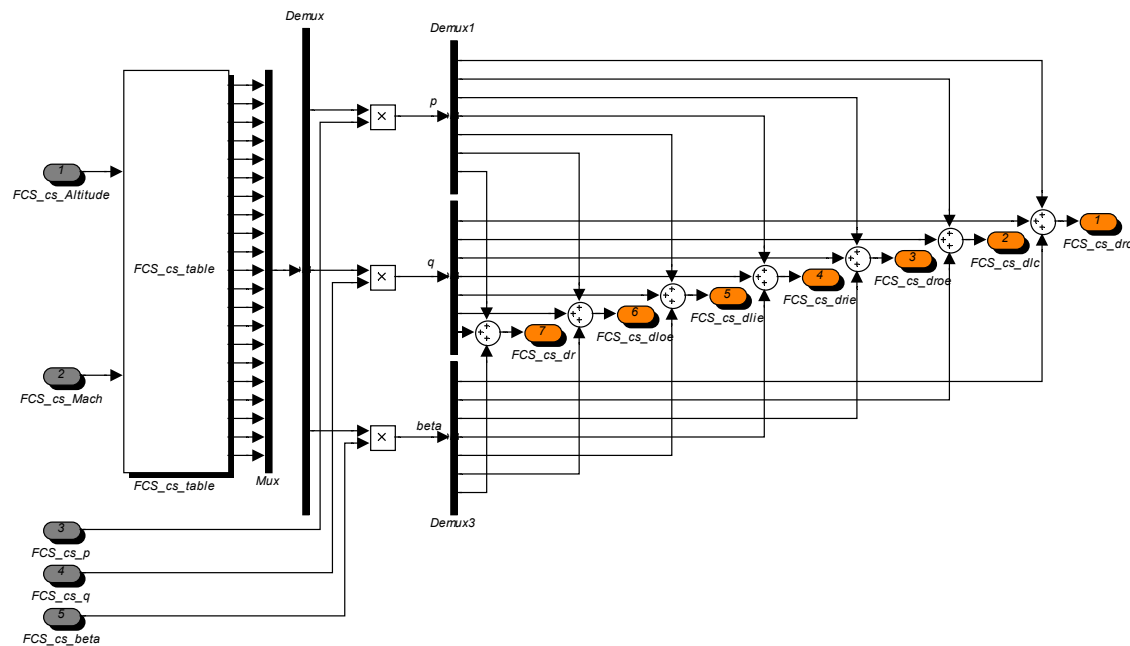 Demux
Demux1
p
×
1
FCS_cs_Altitude
FCS_cs_table
q
×
+
+
+
1
FCS_cs_drc
+
+
+
2
FCS_cs_dlc
+
+
+
3
FCS_cs_droe
+
+
+
4
FCS_cs_drie
+
+
+
5
FCS_cs_dlie
+
+
+
6
FCS_cs_dloe
+
+
+
7
FCS_cs_dr
2
FCS_cs_Mach
beta
×
FCS_cs_table
Mux
Demux3
3
FCS_cs_p
4
FCS_cs_q
5
FCS_cs_beta